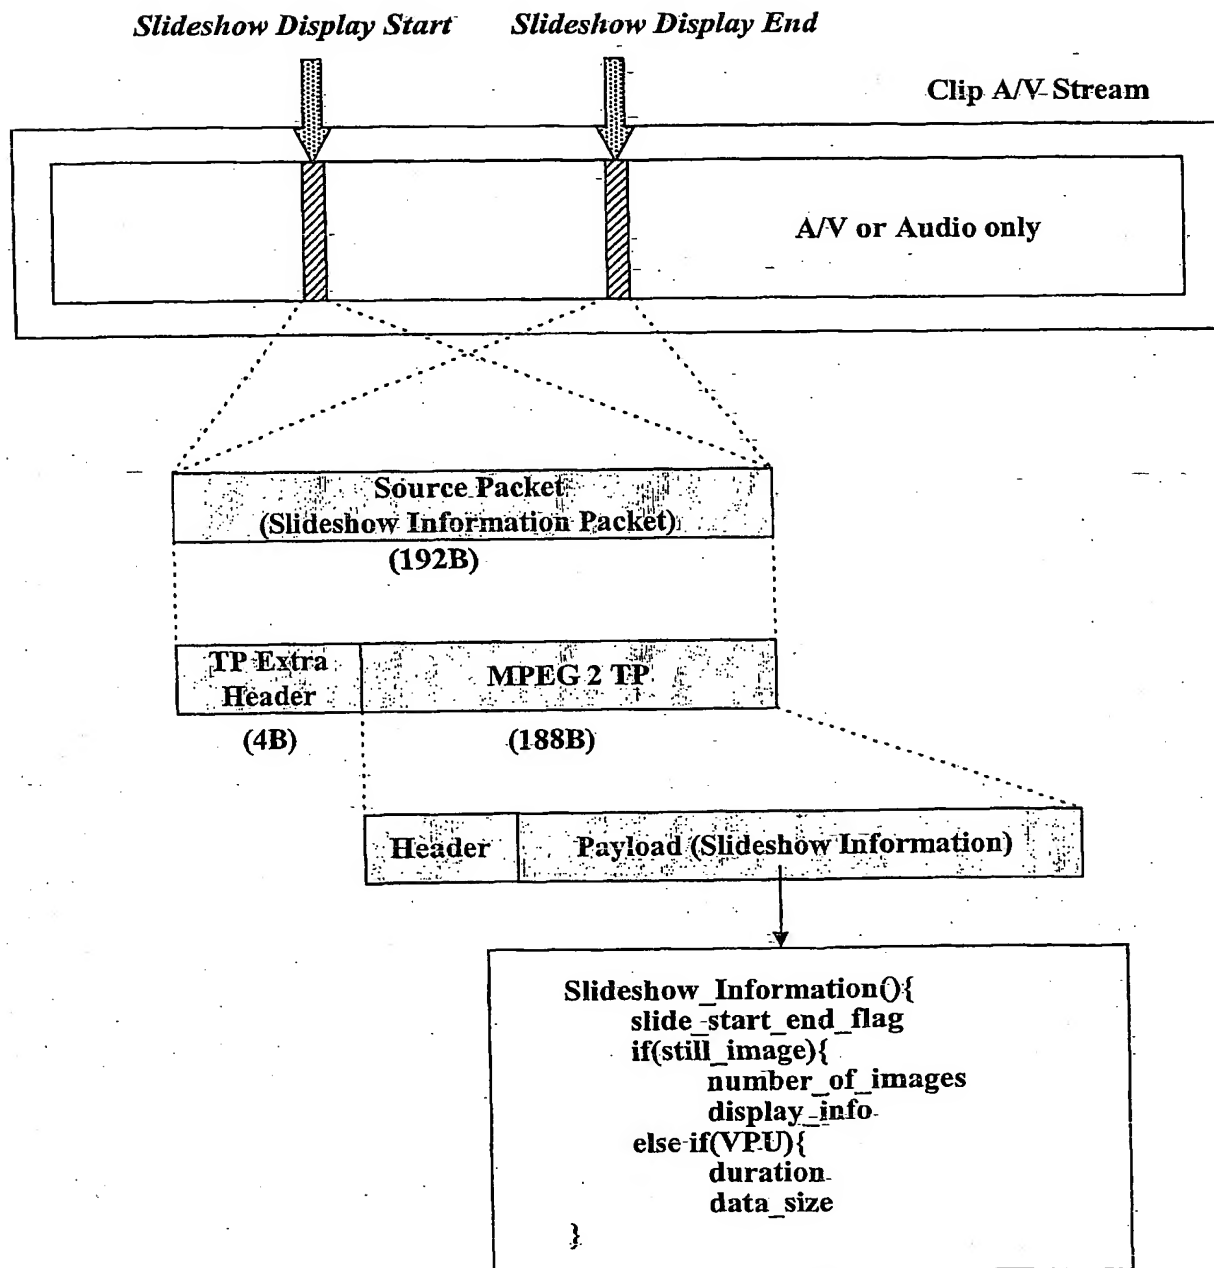 Slideshow Display Start
Slideshow Display End
Clip A/V Stream
A/V or Audio only
Source Packet
(Slideshow Information Packet)
(192B)
TP Extra
Header
MPEG 2 TP
(4B)
(188B)
Header
Payload (Slideshow Information)
Slideshow_Information(){
slide_start_end_flag
if(still_image){
number_of_images
display_info
else if(VPU){
duration
data_size
}